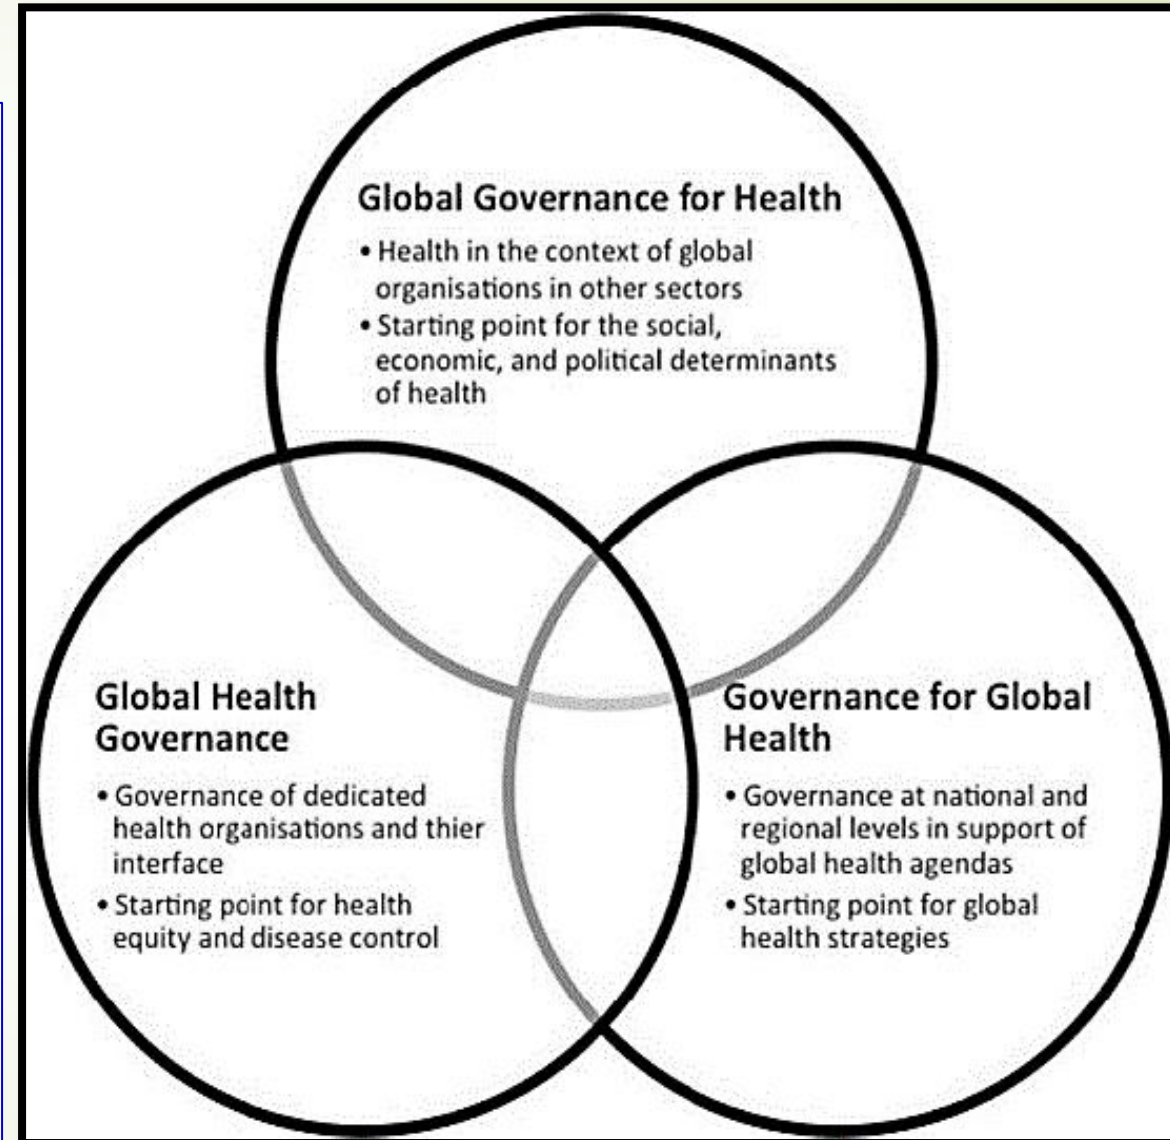 Global Governance for Health
• Health in the context of global
organisations in other sectors
• Starting point for the social,
economic, and political determinants
of health
Global Health
Governance
• Governance of dedicated
health organisations and thier
interface
• Starting point for health
equity and disease control
Governance for Global
Health
• Governance at national and
regional levels in support of
global health agendas
• Starting point for global
health strategies